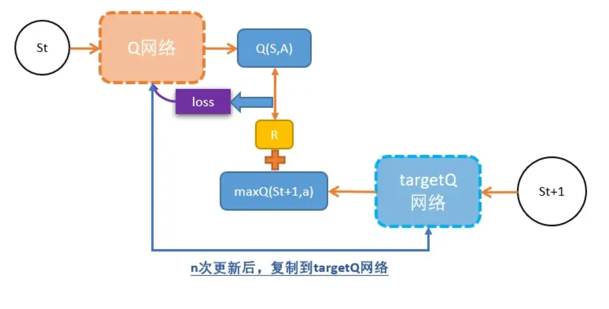 St
Q网络
Q(S,A)
loss
R
maxQ(St+1,a)
targetQ
网络
St+1
n次更新后，复制到targetQ网络